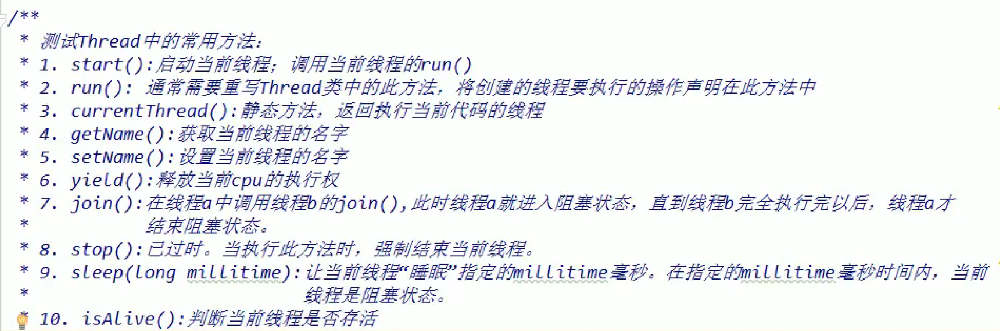 /**
* 测试Thread中的常用方法：
* 1. start():启动当前线程；调用当前线程的run()
* 2. run(): 通常需要重写Thread类中的此方法，将创建的线程要执行的操作声明在此方法中
* 3. currentThread():静态方法，返回执行当前代码的线程
* 4. getName():获取当前线程的名字
* 5. setName():设置当前线程的名字
* 6. yield():释放当前cpu的执行权
* 7. join():在线程a中调用线程b的join(),此时线程a就进入阻塞状态，直到线程b完全执行完以后，线程a才
* 结束阻塞状态。
* 8. stop():已过时。当执行此方法时，强制结束当前线程。
* 9. sleep(long millitime):让当前线程“睡眠”指定的millitime毫秒。在指定的millitime毫秒时间内，当前
* 线程是阻塞状态。
* 10. isAlive():判断当前线程是否存活